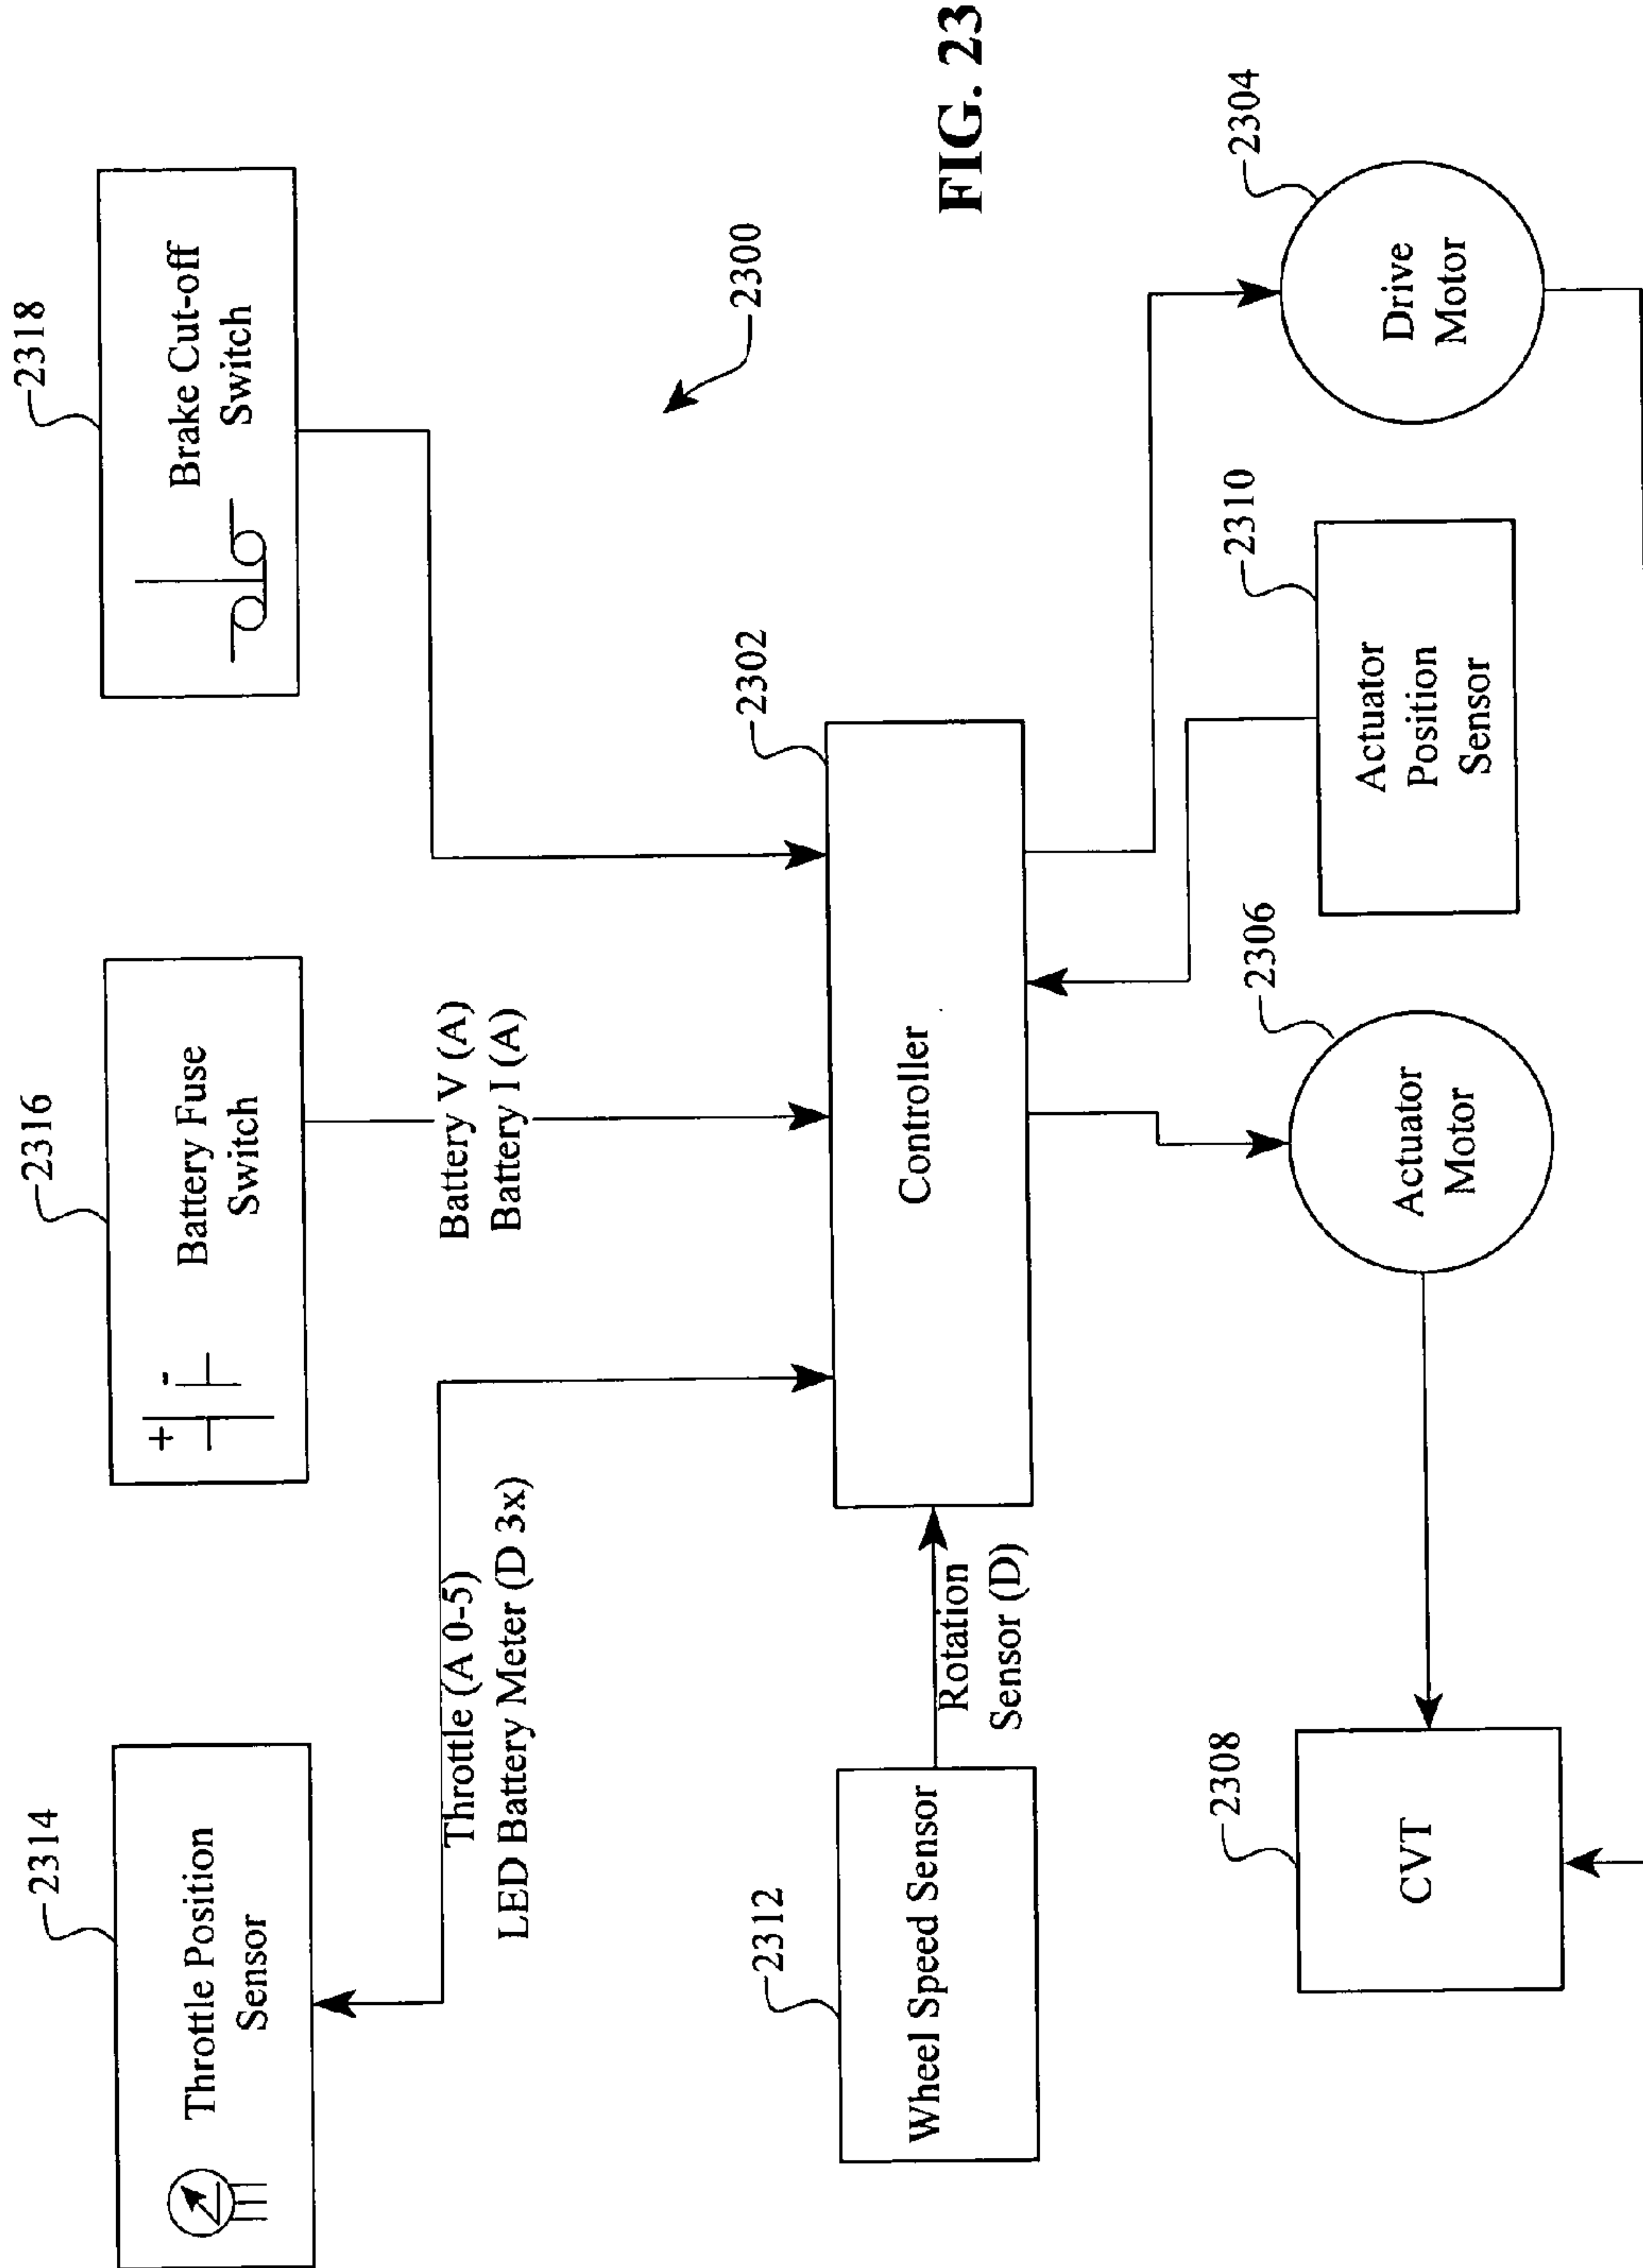 2314
Throttle Position
Sensor
2316
+
-
Battery Fuse
Switch
2318
Brake Cut-off
Switch
Throttle (A 0-5)
LED Battery Meter (D 3x)
Battery V (A)
Battery I (A)
2300
2312
Wheel Speed Sensor
Rotation
Sensor (D)
2302
Controller
FIG. 23
2308
CVT
2306
Actuator
Motor
2310
Actuator
Position
Sensor
2304
Drive
Motor